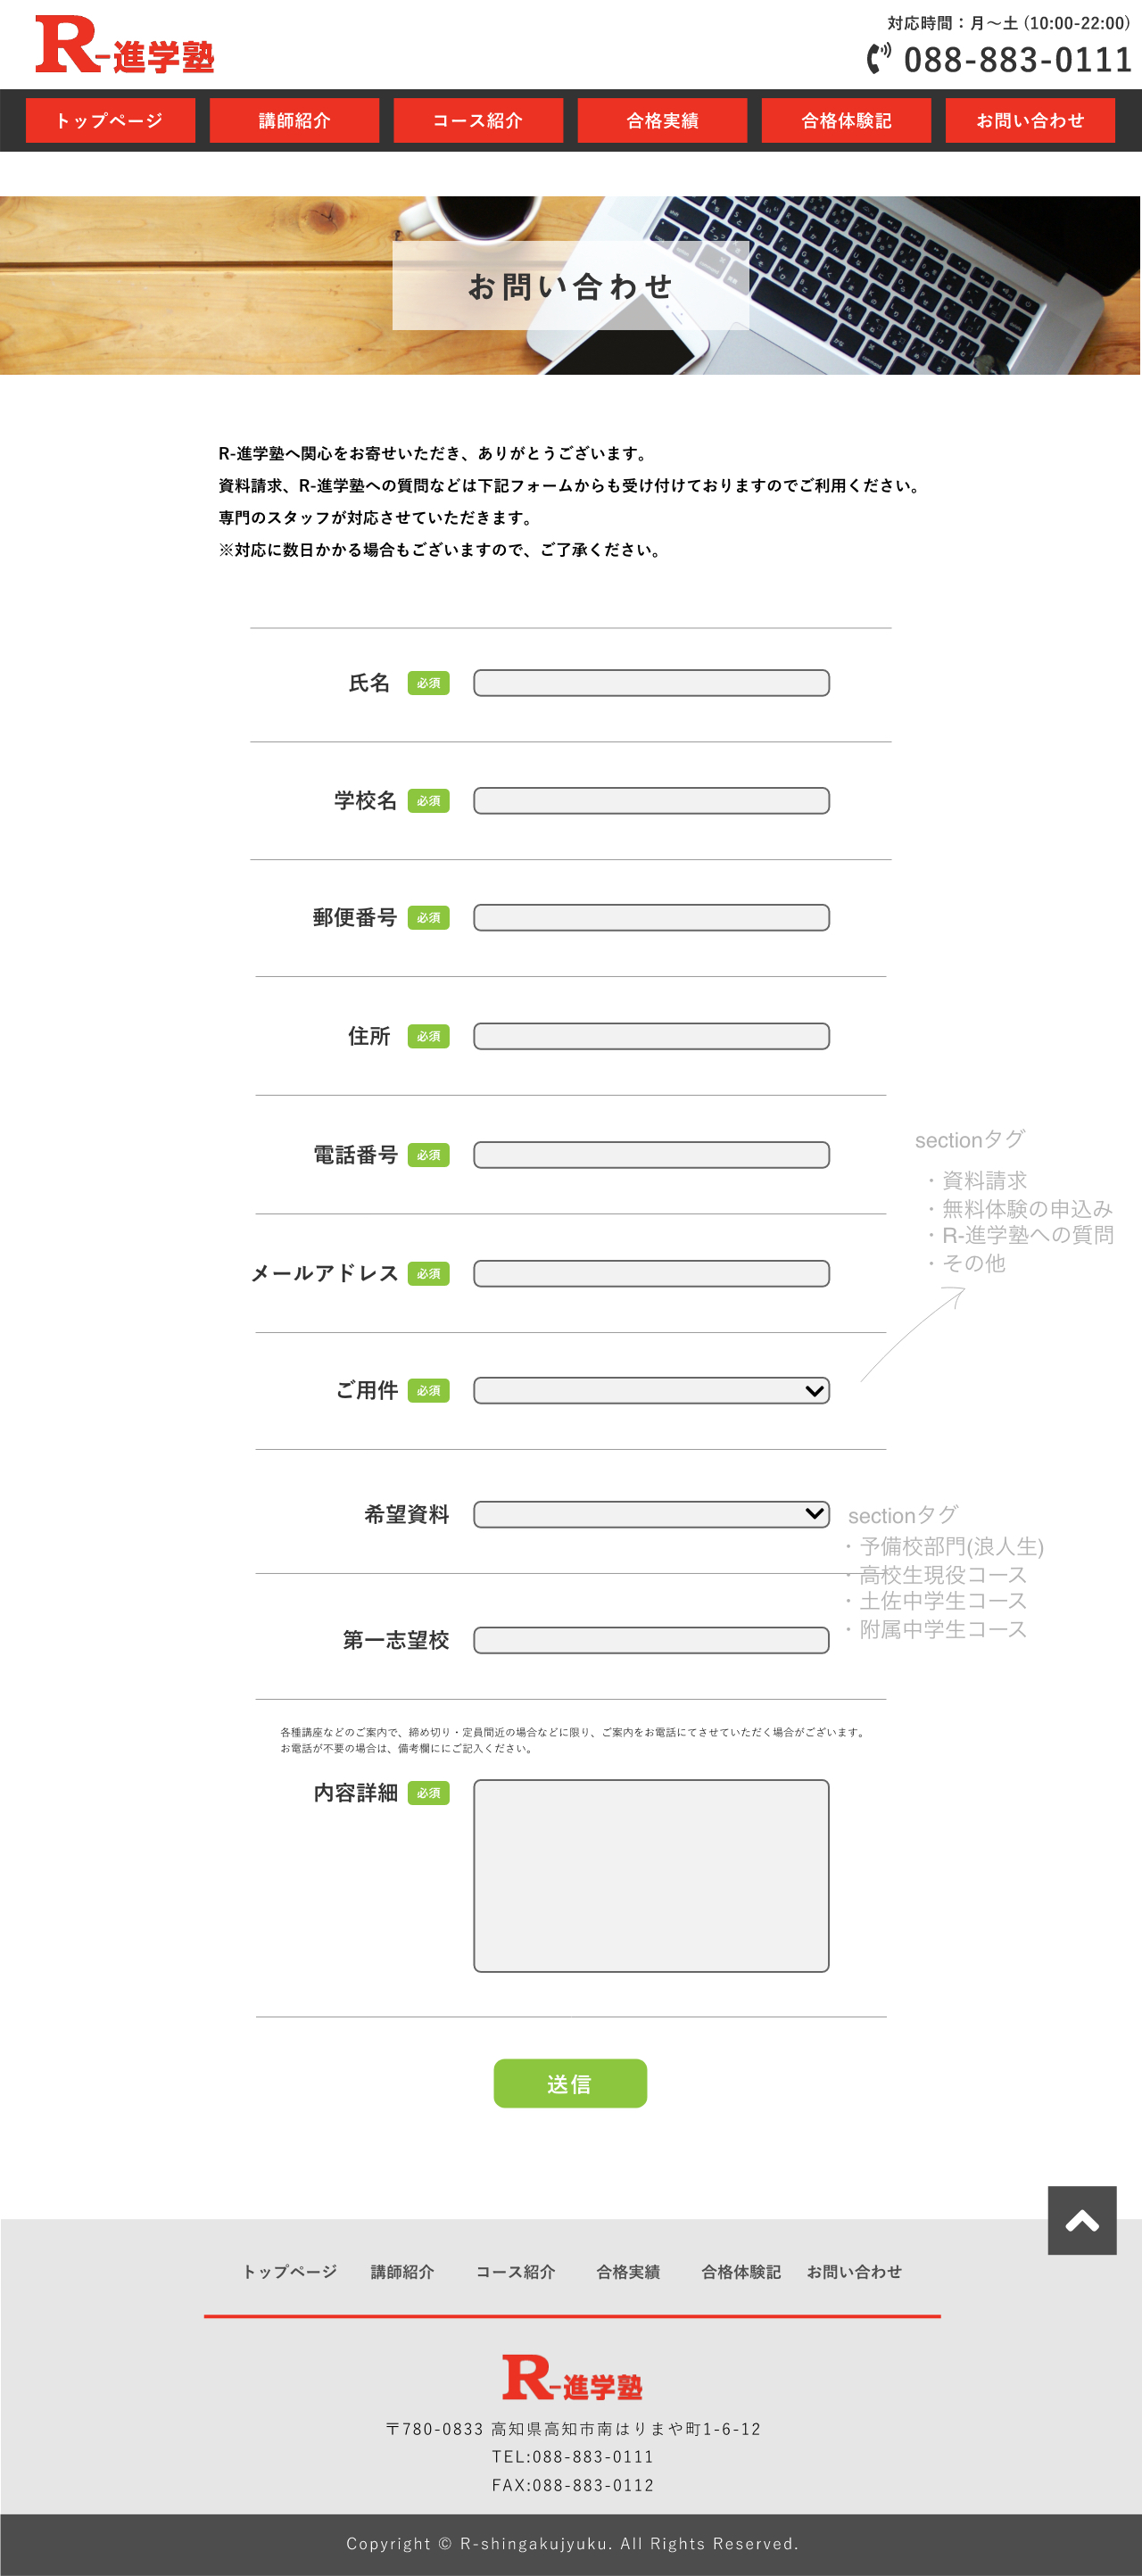 R-進学塾
対応時間：月〜土 (10:00-22:00)
088-883-0111
トップページ
講師紹介
コース紹介
合格実績
合格体験記
お問い合わせ
お問い合わせ
R-進学塾へ関心をお寄せいただき、ありがとうございます。
資料請求、R-進学塾への質問などは下記フォームからも受け付けておりますのでご利用ください。
専門のスタッフが対応させていただきます。
※対応に数日かかる場合もございますので、ご了承ください。
氏名 必須
学校名 必須
郵便番号 必須
住所 必須
電話番号 必須
sectionタグ
・資料請求
・無料体験の申込み
・R-進学塾への質問
・その他
メールアドレス 必須
ご用件 必須
希望資料
sectionタグ
・予備校部門(浪人生)
・高校生現役コース
・土佐中学生コース
・附属中学生コース
第一志望校
各種講座などのご案内で、締め切り・定員間近の場合などに限り、ご案内をお電話にてさせていただく場合がございます。
お電話が不要の場合は、備考欄ににご記入ください。
内容詳細 必須
送信
トップページ
講師紹介
コース紹介
合格実績
合格体験記
お問い合わせ
R-進学塾
〒780-0833 高知県高知市南はりまや町1-6-12
TEL:088-883-0111
FAX:088-883-0112
Copyright © R-shingakujyuku. All Rights Reserved.